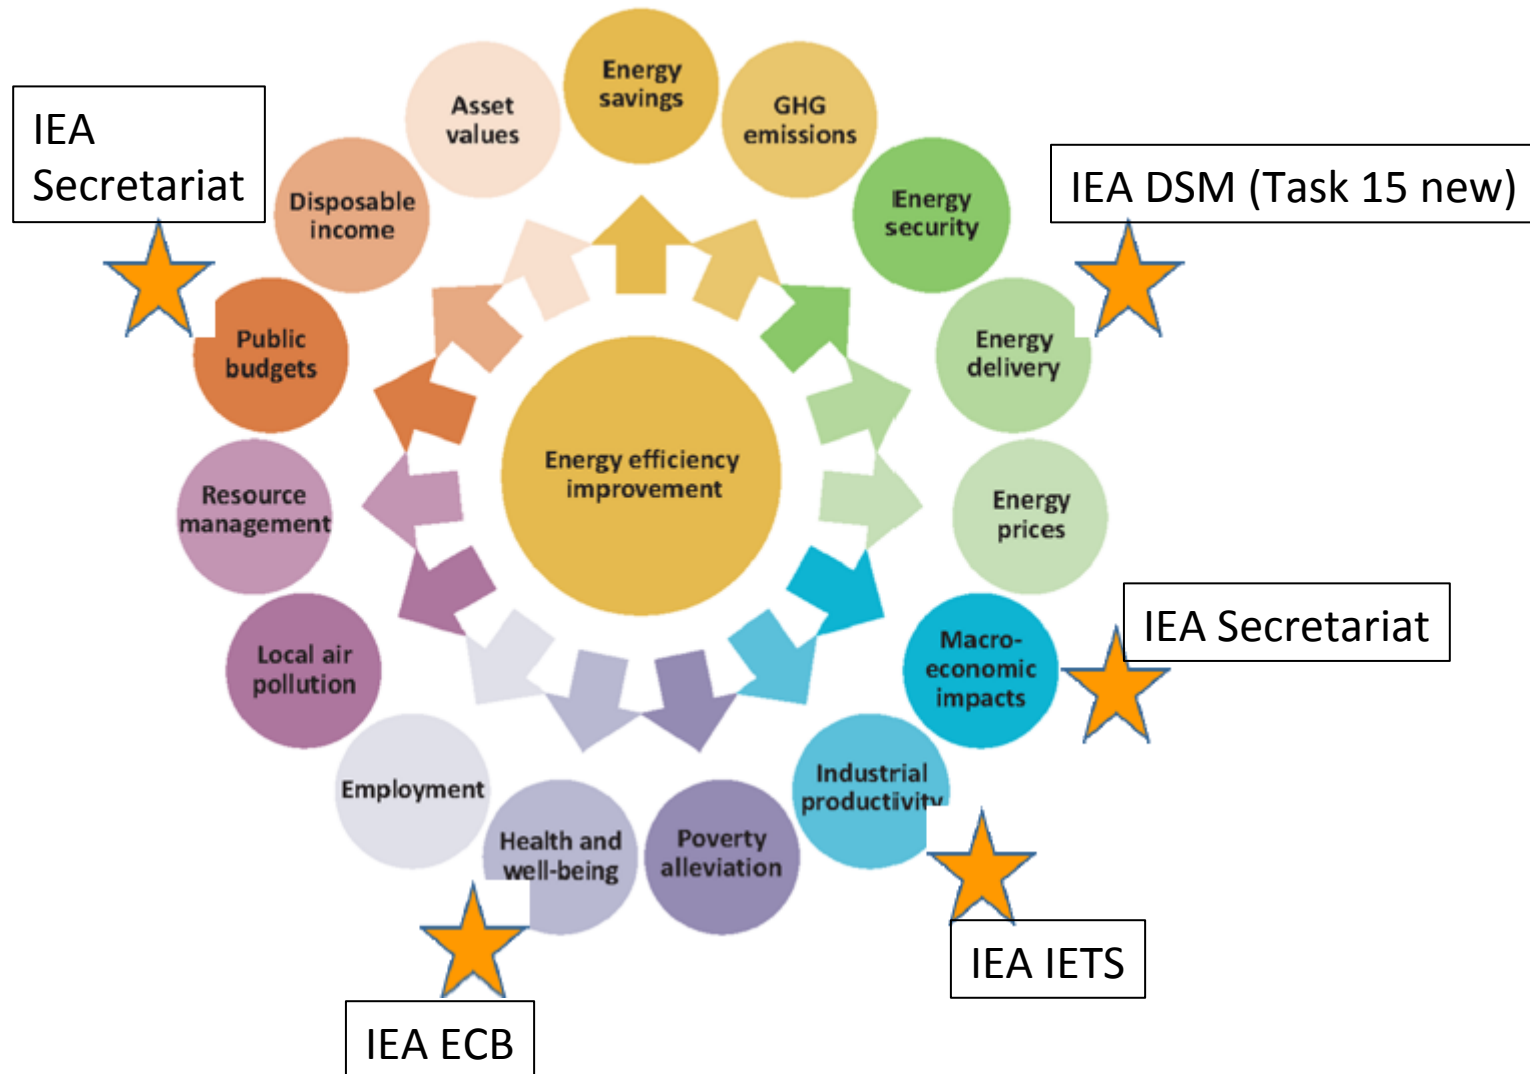 Energy
savings
GHG
emissions
Asset
values
IEA
Secretariat
IEA DSM (Task 15 new)
Disposable
income
Energy
security
Public
budgets
Energy
delivery
Energy efficiency
improvement
Resource
management
Energy
prices
IEA Secretariat
Local air
pollution
Macro-
economic
impacts
Employment
Industrial
productivity
Health and
well-being
Poverty
alleviation
IEA IETS
IEA ECB